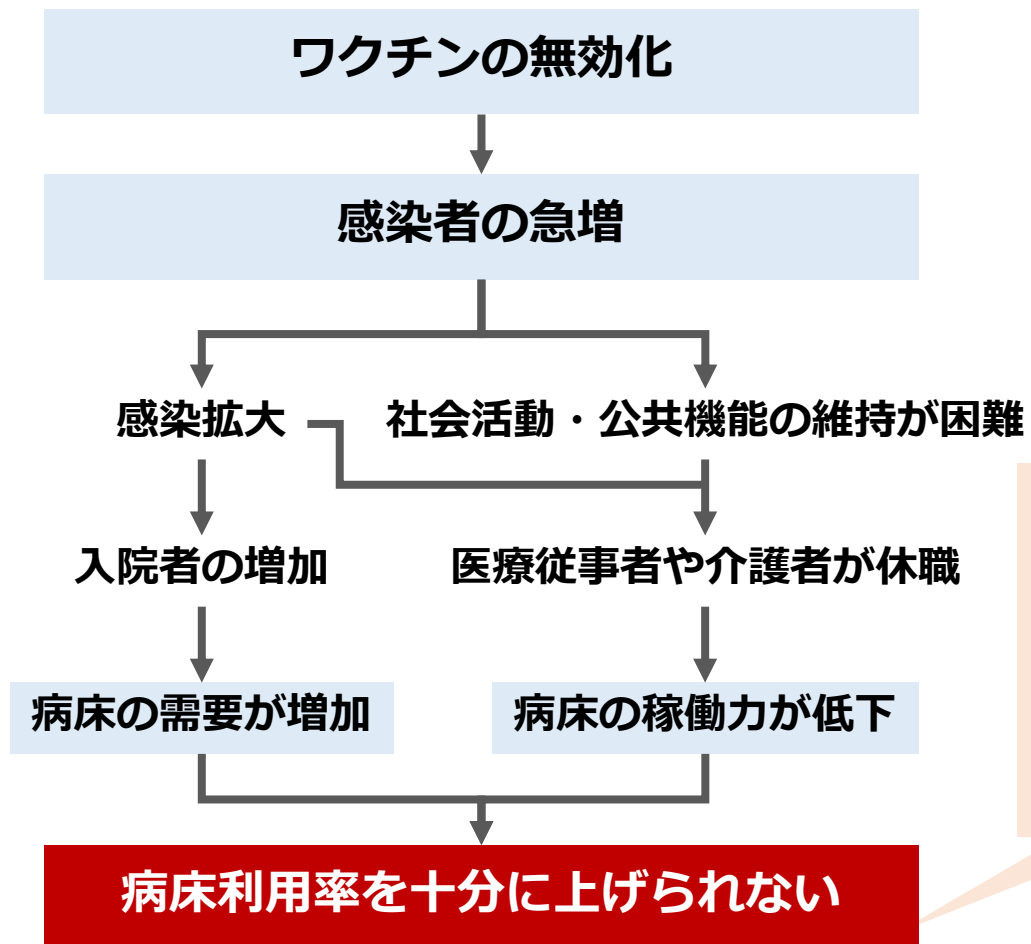 ワクチンの無効化
感染者の急増
感染拡大
社会活動・公共機能の維持が困難
入院者の増加
医療従事者や介護者が休職
病床の需要が増加
病床の稼働力が低下
病床利用率を十分に上げられない